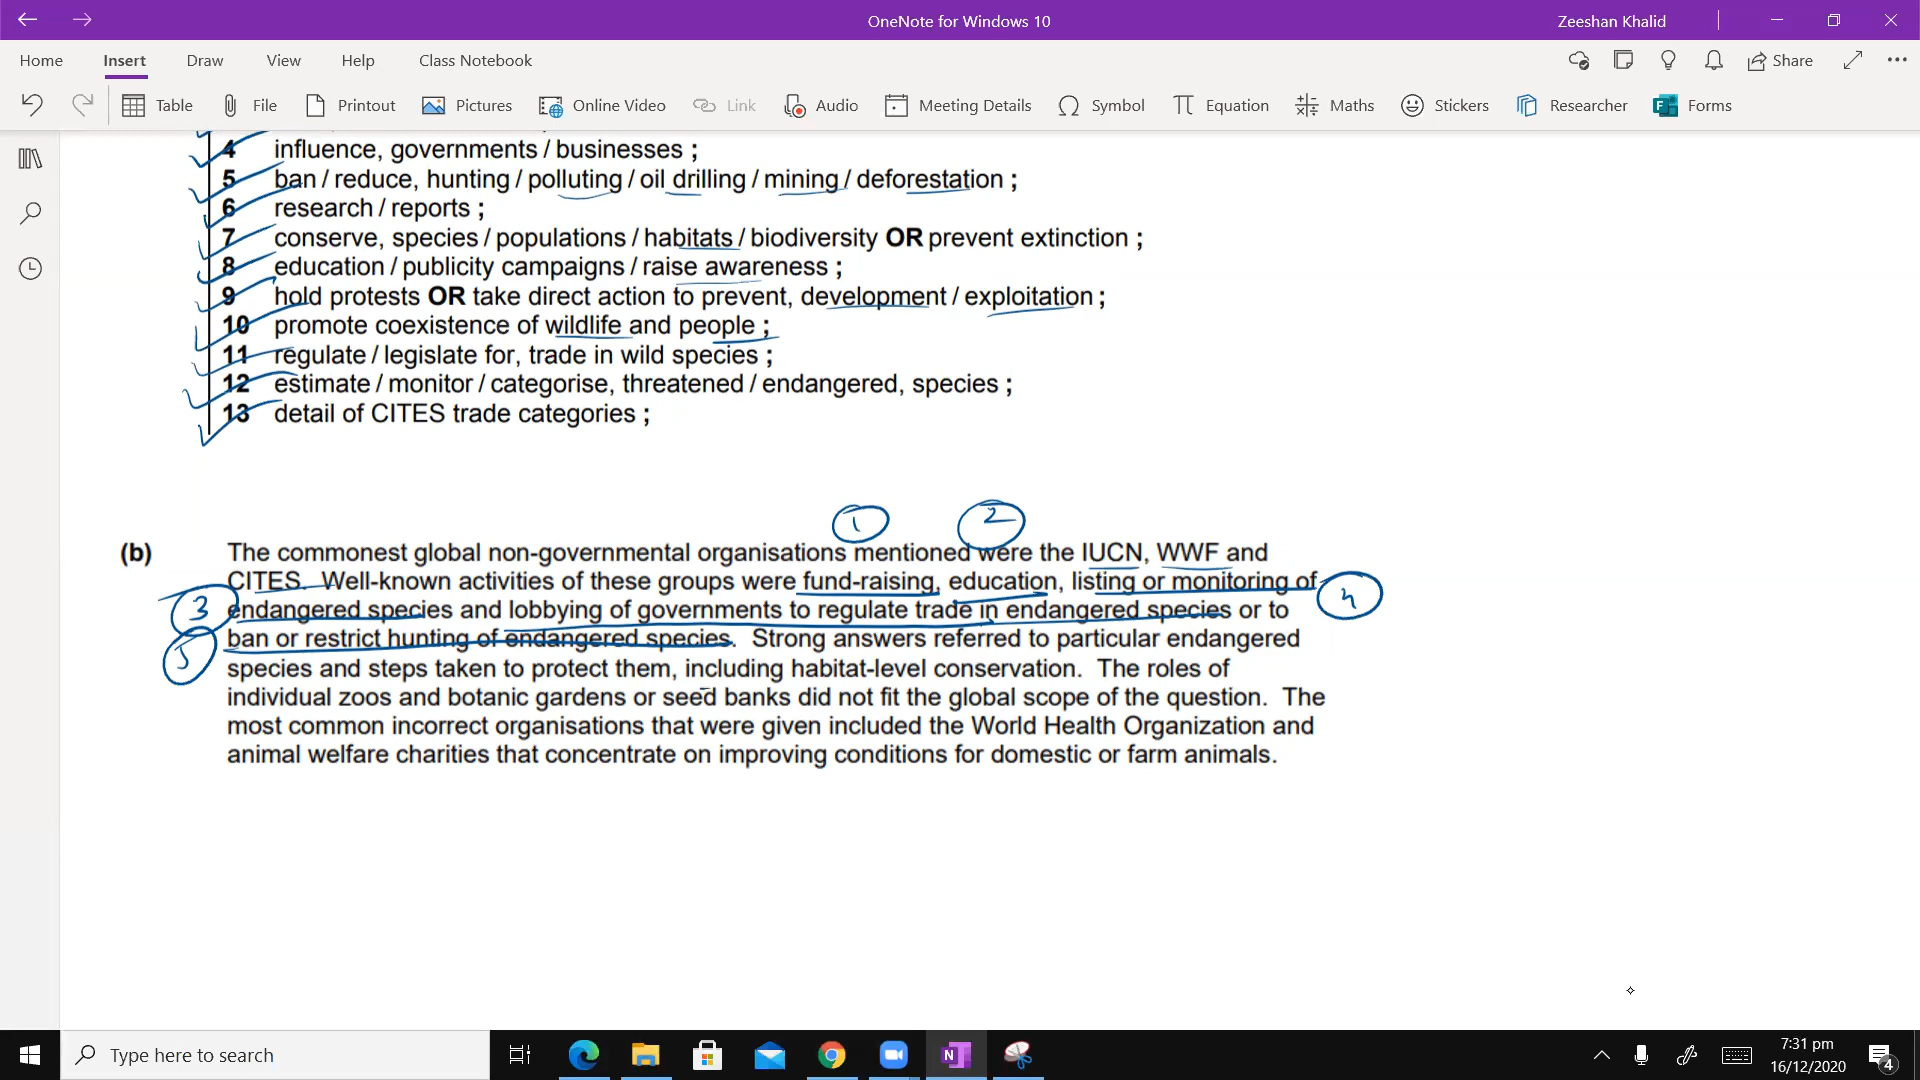 OneNote for Windows 10
Zeeshan Khalid
Home Insert Draw View Help Class Notebook
Share
Table File Printout Pictures Online Video Link Audio Meeting Details Symbol Equation Maths Stickers Researcher Forms
4 influence, governments / businesses ;
5 ban / reduce, hunting / polluting / oil drilling / mining / deforestation ;
6 research / reports ;
7 conserve, species / populations / habitats / biodiversity OR prevent extinction ;
8 education / publicity campaigns / raise awareness ;
9 hold protests OR take direct action to prevent, development / exploitation ;
10 promote coexistence of wildlife and people ;
11 regulate / legislate for, trade in wild species ;
12 estimate / monitor / categorise, threatened / endangered, species ;
13 detail of CITES trade categories ;
1 2
(b) The commonest global non-governmental organisations mentioned were the IUCN, WWF and
CITES. Well-known activities of these groups were fund-raising, education, listing or monitoring of
3 endangered species and lobbying of governments to regulate trade in endangered species or to 4
5 ban or restrict hunting of endangered species. Strong answers referred to particular endangered
species and steps taken to protect them, including habitat-level conservation. The roles of
individual zoos and botanic gardens or seed banks did not fit the global scope of the question. The
most common incorrect organisations that were given included the World Health Organization and
animal welfare charities that concentrate on improving conditions for domestic or farm animals.
Type here to search
7:31 pm
16/12/2020
4